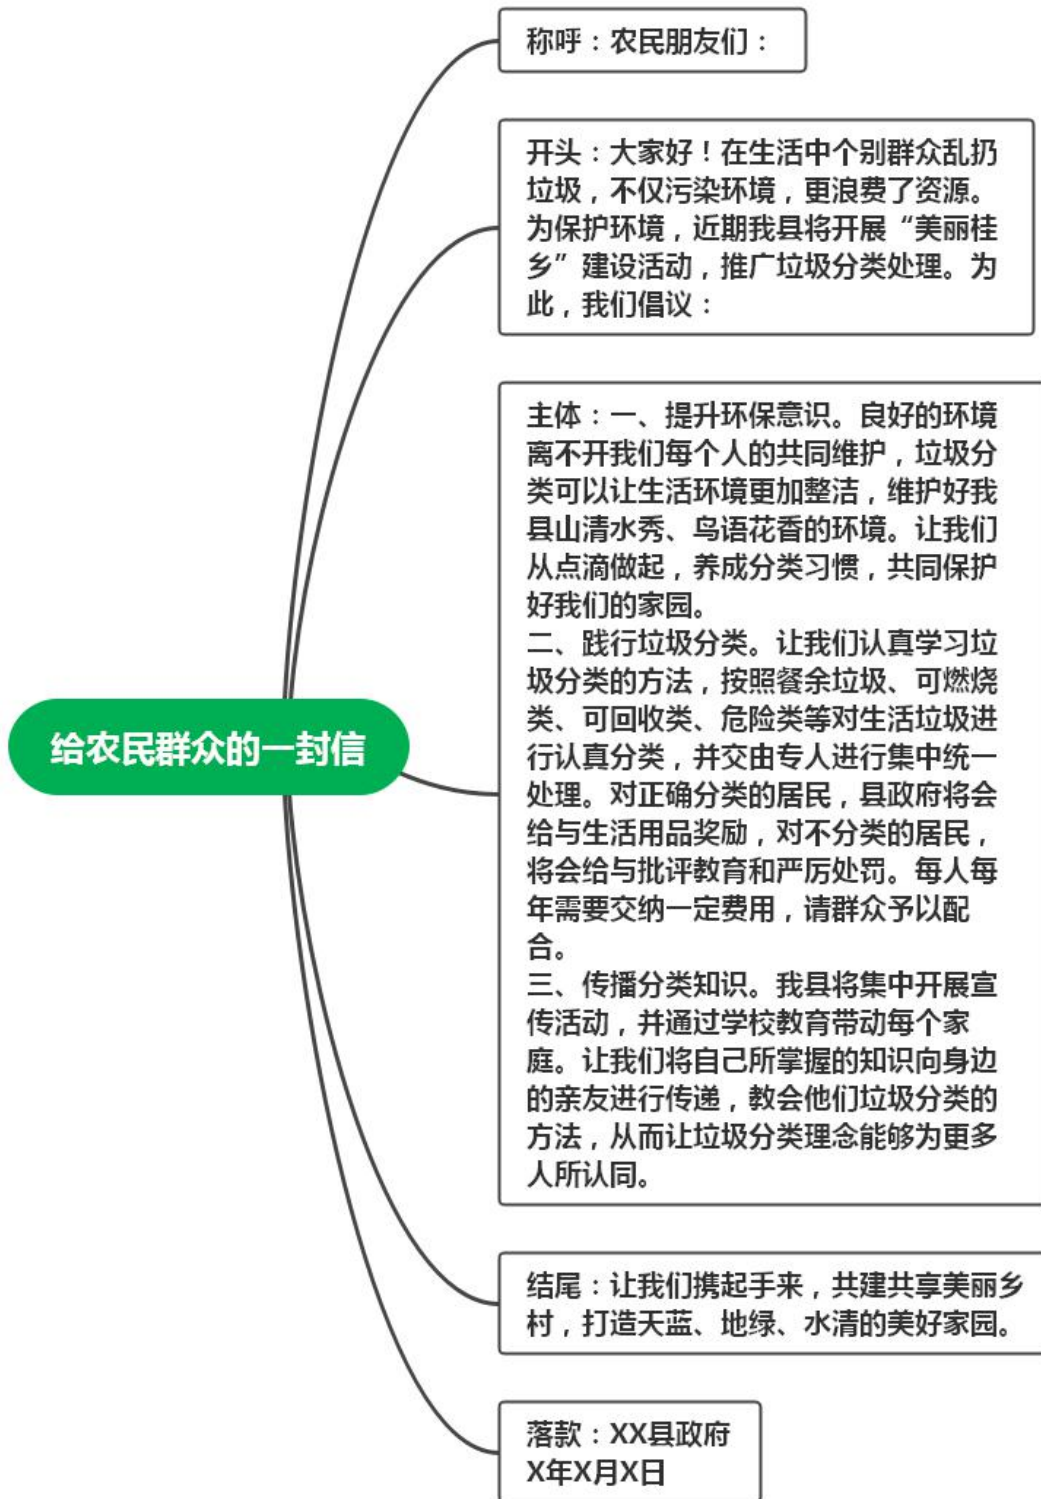 称呼：农民朋友们：
开头：大家好！在生活中个别群众乱扔
垃圾，不仅污染环境，更浪费了资源。
为保护环境，近期我县将开展“美丽桂
乡”建设活动，推广垃圾分类处理。为
此，我们倡议：
主体：一、提升环保意识。良好的环境
离不开我们每个人的共同维护，垃圾分
类可以让生活环境更加整洁，维护好我
县山清水秀、鸟语花香的环境。让我们
从点滴做起，养成分类习惯，共同保护
好我们的家园。
二、践行垃圾分类。让我们认真学习垃
圾分类的方法，按照餐余垃圾、可燃烧
类、可回收类、危险类等对生活垃圾进
行认真分类，并交由专人进行集中统一
处理。对正确分类的居民，县政府将会
给与生活用品奖励，对不分类的居民，
将会给与批评教育和严厉处罚。每人每
年需要交纳一定费用，请群众予以配
合。
三、传播分类知识。我县将集中开展宣
传活动，并通过学校教育带动每个家
庭。让我们将自己所掌握的知识向身边
的亲友进行传递，教会他们垃圾分类的
方法，从而让垃圾分类理念能够为更多
人所认同。
给农民群众的一封信
结尾：让我们携起手来，共建共享美丽乡
村，打造天蓝、地绿、水清的美好家园。
落款：XX县政府
X年X月X日